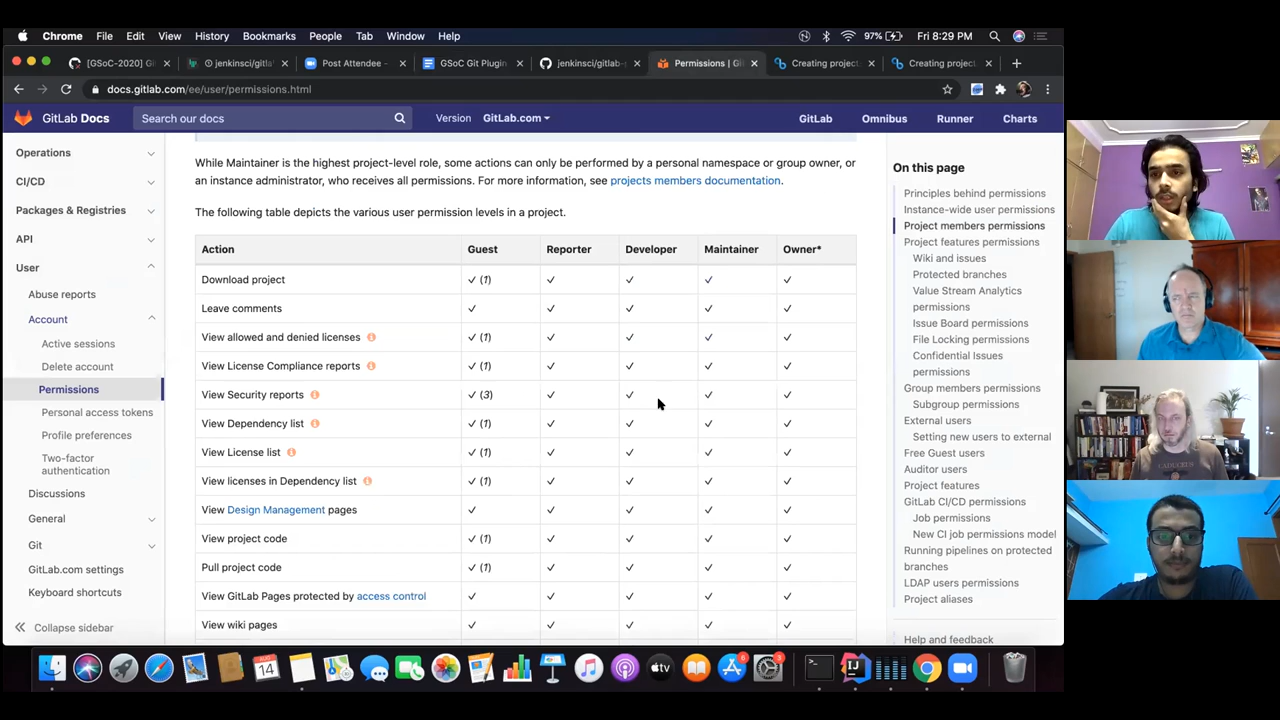 Chrome File Edit View History Bookmarks People Tab Window Help 97% Fri 8:29 PM
[GSoC-2020] Gi jenkinsci/gitla Post Attendee - GSoC Git Plugin jenkinsci/gitlab- Permissions | Gi Creating project Creating project
docs.gitlab.com/ee/user/permissions.html
GitLab Docs Search our docs Version GitLab.com GitLab Omnibus Runner Charts
Operations
CI/CD
Packages & Registries
API
User
Abuse reports
Account
Active sessions
Delete account
Permissions
Personal access tokens
Profile preferences
Two-factor
authentication
Discussions
General
Git
GitLab.com settings
Keyboard shortcuts
Collapse sidebar
While Maintainer is the highest project-level role, some actions can only be performed by a personal namespace or group owner, or
an instance administrator, who receives all permissions. For more information, see projects members documentation.
The following table depicts the various user permission levels in a project.
Action Guest Reporter Developer Maintainer Owner*
Download project ✓ (1) ✓ ✓ ✓ ✓
Leave comments ✓ ✓ ✓ ✓ ✓
View allowed and denied licenses ✓ (1) ✓ ✓ ✓ ✓
View License Compliance reports ✓ (1) ✓ ✓ ✓ ✓
View Security reports ✓ (3) ✓ ✓ ✓ ✓
View Dependency list ✓ (1) ✓ ✓ ✓ ✓
View License list ✓ (1) ✓ ✓ ✓ ✓
View licenses in Dependency list ✓ (1) ✓ ✓ ✓ ✓
View Design Management pages ✓ ✓ ✓ ✓ ✓
View project code ✓ (1) ✓ ✓ ✓ ✓
Pull project code ✓ (1) ✓ ✓ ✓ ✓
View GitLab Pages protected by access control ✓ ✓ ✓ ✓ ✓
View wiki pages ✓ ✓ ✓ ✓ ✓
On this page
Principles behind permissions
Instance-wide user permissions
Project members permissions
Project features permissions
Wiki and issues
Protected branches
Value Stream Analytics
permissions
Issue Board permissions
File Locking permissions
Confidential Issues
permissions
Group members permissions
Subgroup permissions
External users
Setting new users to external
Free Guest users
Auditor users
Project features
GitLab CI/CD permissions
Job permissions
New CI job permissions model
Running pipelines on protected
branches
LDAP users permissions
Project aliases
Help and feedback
AUG
14
tv